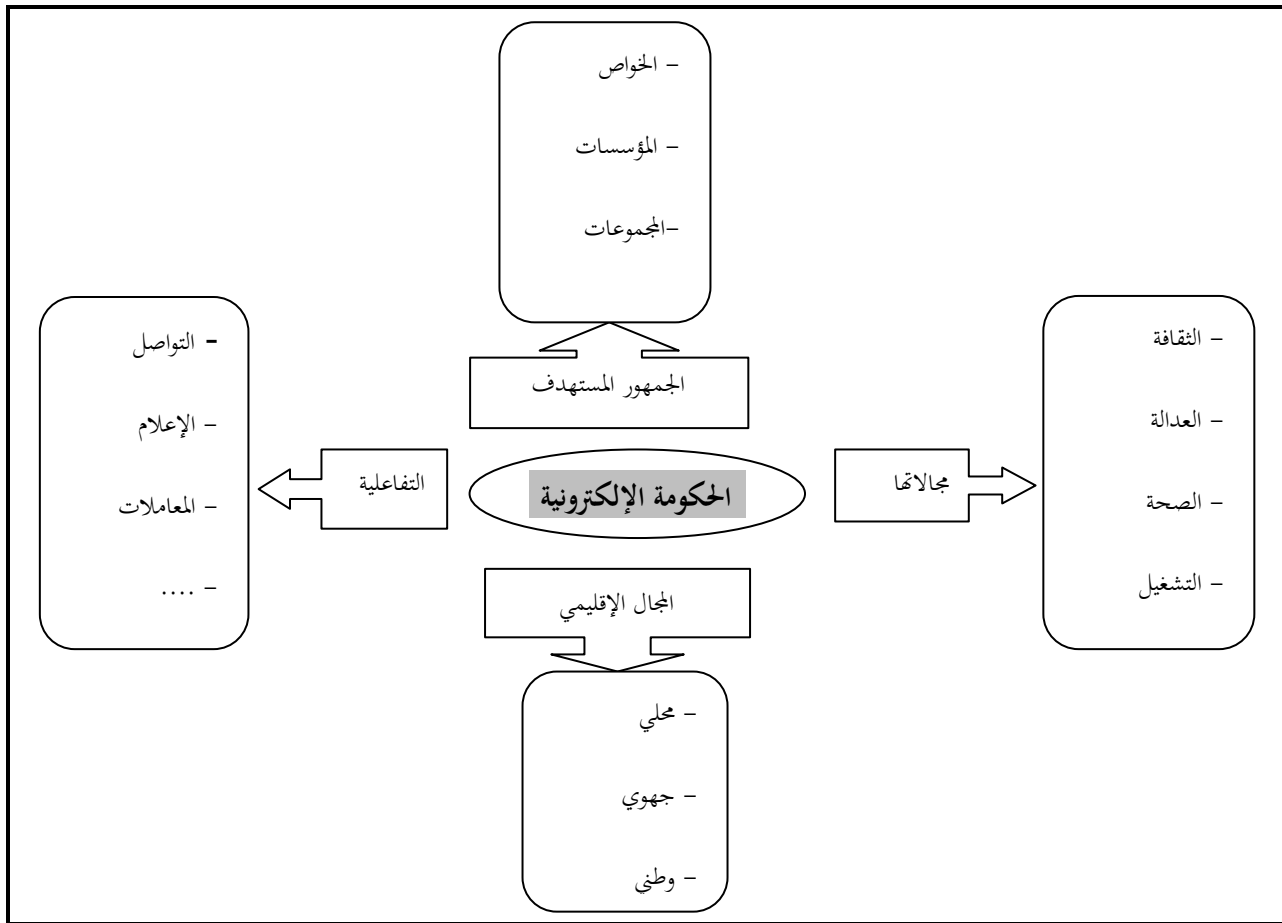 - الخواص
- المؤسسات
-المجموعات
الجمهور المستهدف
- الثقافة
- العدالة
- الصحة
- التشغيل
مجالاتها
الحكومة الإلكترونية
التفاعلية
- التواصل
- الإعلام
- المعاملات
- ....
المجال الإقليمي
- محلي
- جهوي
- وطني